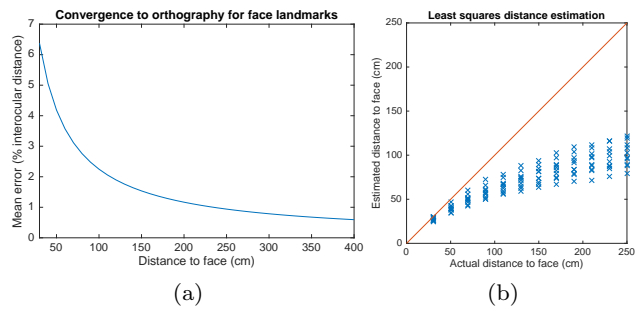 Convergence to orthography for face landmarks
Mean error (% interocular distance)
7
6
5
4
3
2
1
0
50 100 150 200 250 300 350 400
Distance to face (cm)
(a)
Least squares distance estimation
Estimated distance to face (cm)
250
200
150
100
50
0
0 50 100 150 200 250
Actual distance to face (cm)
(b)